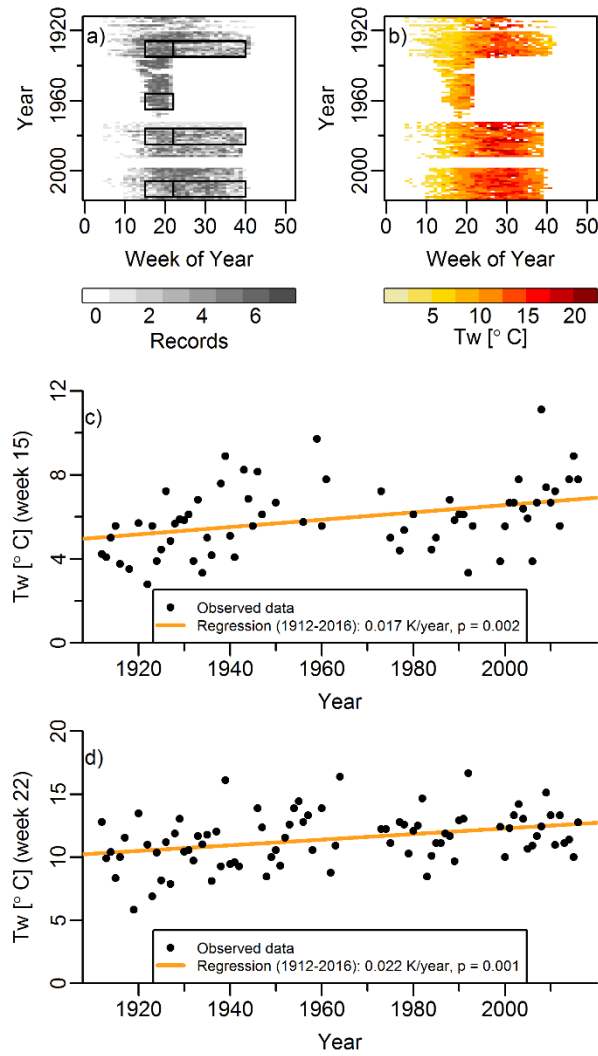 a)
Year
1920
1960
2000
0 10 20 30 40 50
Week of Year
0 2 4 6
Records
b)
1920
1960
2000
0 10 20 30 40 50
Week of Year
5 10 15 20
Tw [° C]
c)
Tw [° C] (week 15)
12
8
4
0
Observed data
Regression (1912-2016): 0.017 K/year, p = 0.002
1920 1940 1960 1980 2000
Year
d)
Tw [° C] (week 22)
20
15
10
5
0
Observed data
Regression (1912-2016): 0.022 K/year, p = 0.001
1920 1940 1960 1980 2000
Year